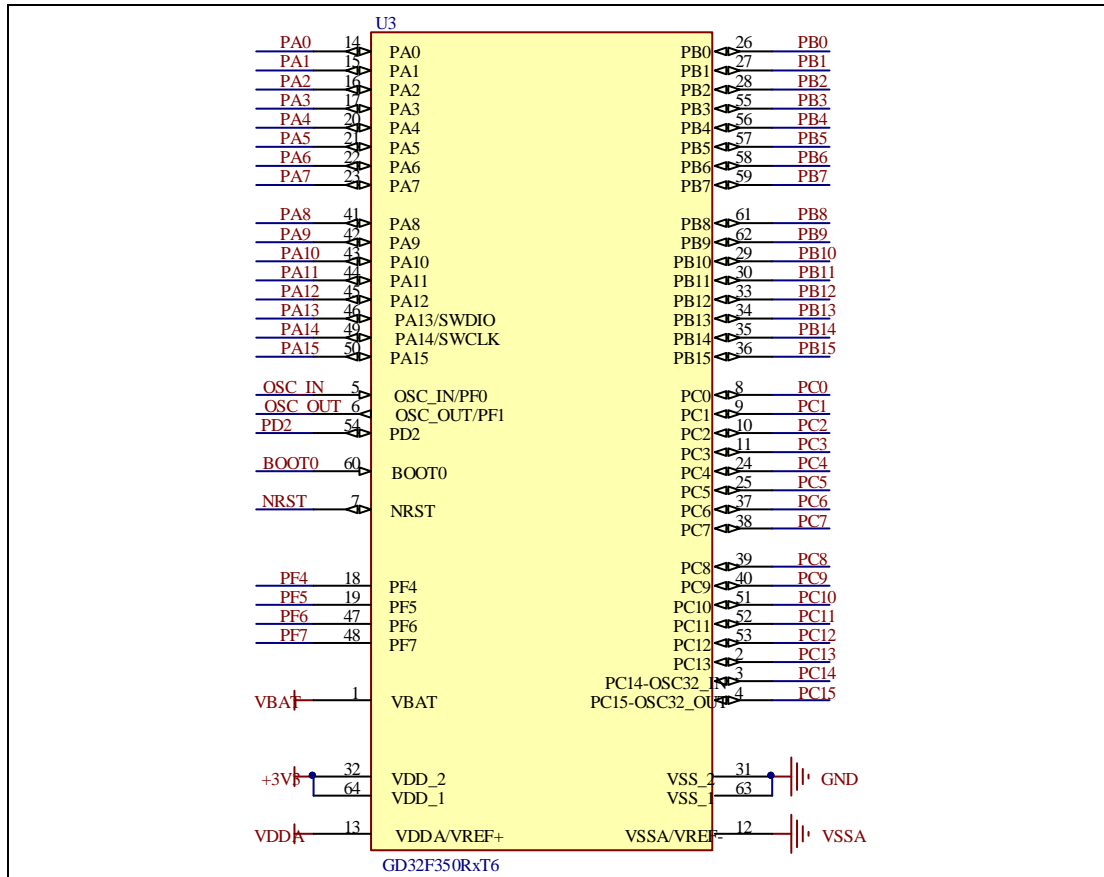 U3
PA0 14 PA0 PB0 26 PB0
PA1 15 PA1 PB1 27 PB1
PA2 16 PA2 PB2 28 PB2
PA3 17 PA3 PB3 55 PB3
PA4 20 PA4 PB4 56 PB4
PA5 21 PA5 PB5 57 PB5
PA6 22 PA6 PB6 58 PB6
PA7 23 PA7 PB7 59 PB7
PA8 41 PA8 PB8 61 PB8
PA9 42 PA9 PB9 62 PB9
PA10 43 PA10 PB10 29 PB10
PA11 44 PA11 PB11 30 PB11
PA12 45 PA12 PB12 33 PB12
PA13 46 PA13/SWDIO PB13 34 PB13
PA14 49 PA14/SWCLK PB14 35 PB14
PA15 50 PA15 PB15 36 PB15
OSC_IN 5 OSC_IN/PF0 PC0 8 PC0
OSC_OUT 6 OSC_OUT/PF1 PC1 9 PC1
PD2 54 PD2 PC2 10 PC2
PC3 11 PC3
BOOT0 60 BOOT0 PC4 24 PC4
PC5 25 PC5
NRST 7 NRST PC6 37 PC6
PC7 38 PC7
PC8 39 PC8
PF4 18 PF4 PC9 40 PC9
PF5 19 PF5 PC10 51 PC10
PF6 47 PF6 PC11 52 PC11
PF7 48 PF7 PC12 53 PC12
PC13 2 PC13
PC14-OSC32_IN 3 PC14
VBAT 1 VBAT PC15-OSC32_OUT 4 PC15
+3V3 32 VDD_2 VSS_2 31 GND
64 VDD_1 VSS_1 63
VDDA 13 VDDA/VREF+ VSSA/VREF- 12 VSSA
GD32F350RxT6